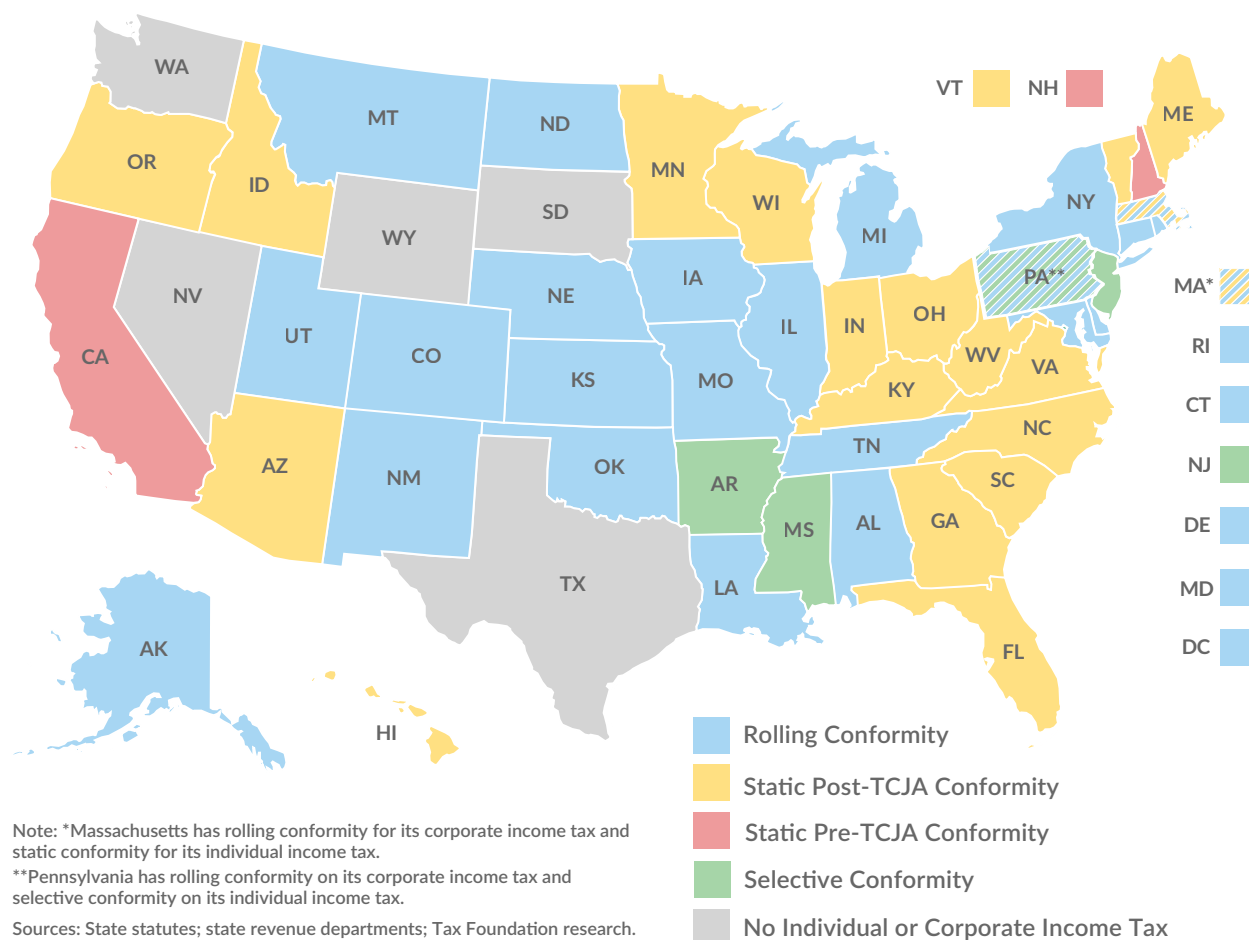 WA
MT
ND
MN
VT
NH
ME
OR
ID
WY
SD
WI
MI
NY
NV
UT
CO
NE
IA
IL
IN
OH
PA**
MA*
CA
KS
MO
KY
WV
VA
RI
CT
AZ
NM
OK
AR
TN
NC
SC
NJ
TX
LA
MS
AL
GA
DE
MD
AK
FL
DC
HI
Rolling Conformity
Static Post-TCJA Conformity
Static Pre-TCJA Conformity
Selective Conformity
No Individual or Corporate Income Tax
Note: *Massachusetts has rolling conformity for its corporate income tax and
static conformity for its individual income tax.
**Pennsylvania has rolling conformity on its corporate income tax and
selective conformity on its individual income tax.
Sources: State statutes; state revenue departments; Tax Foundation research.